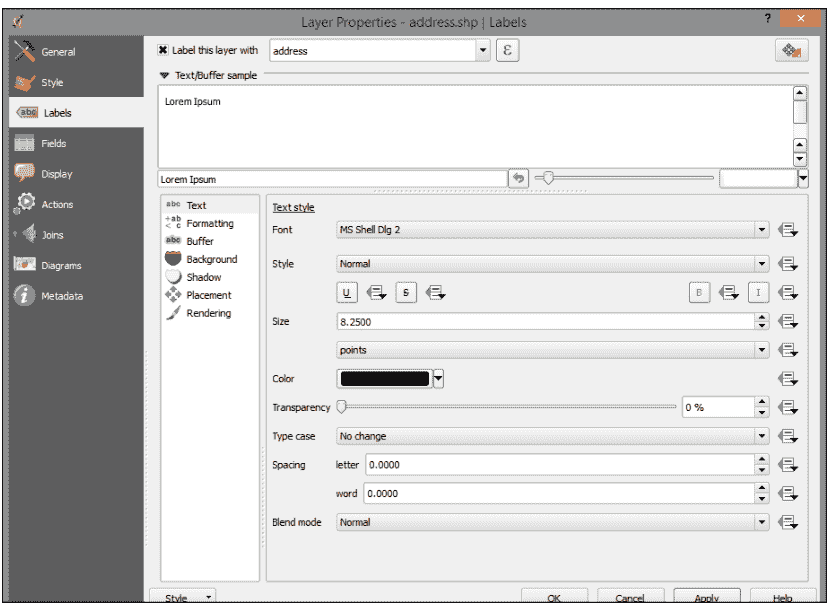 Layer Properties - address.shp | Labels
?
General
Style
Labels
Fields
Display
Actions
Joins
Diagrams
Metadata
Label this layer with address ε
Text/Buffer sample
Lorem Ipsum
Lorem Ipsum
Text
Formatting
Buffer
Background
Shadow
Placement
Rendering
Text style
Font MS Shell Dlg 2
Style Normal
U S B I
Size 8.2500
points
Color
Transparency 0 %
Type case No change
Spacing letter 0.0000
word 0.0000
Blend mode Normal
Style OK Cancel Apply Help